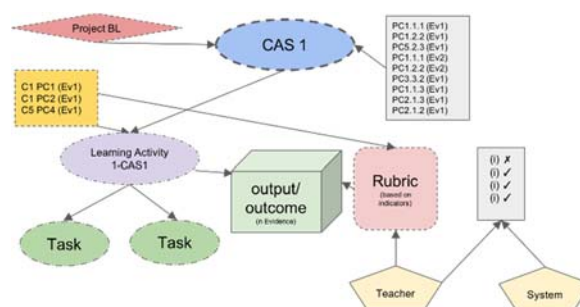 Project BL
CAS 1
PC1.1.1 (Ev1)
PC1.2.2 (Ev1)
PC5.2.3 (Ev1)
PC1.1.1 (Ev2)
PC1.2.2 (Ev2)
PC3.3.2 (Ev1)
PC1.1.3 (Ev1)
PC2.1.3 (Ev1)
PC2.1.2 (Ev1)
C1 PC1 (Ev1)
C1 PC2 (Ev1)
C5 PC4 (Ev1)
Learning Activity
1-CAS1
output/
outcome
(n Evidence)
Rubric
(based on
indicators)
(i) ✗
(i) ✓
(i) ✓
(i) ✓
Task
Task
Teacher
System